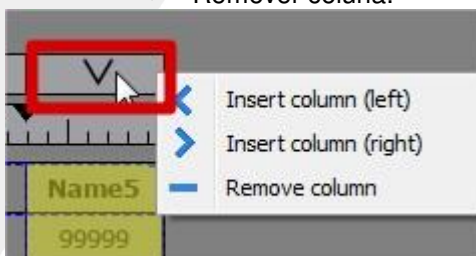 Remover coluna.
Insert column (left)
Insert column (right)
Remove column
Name5
99999